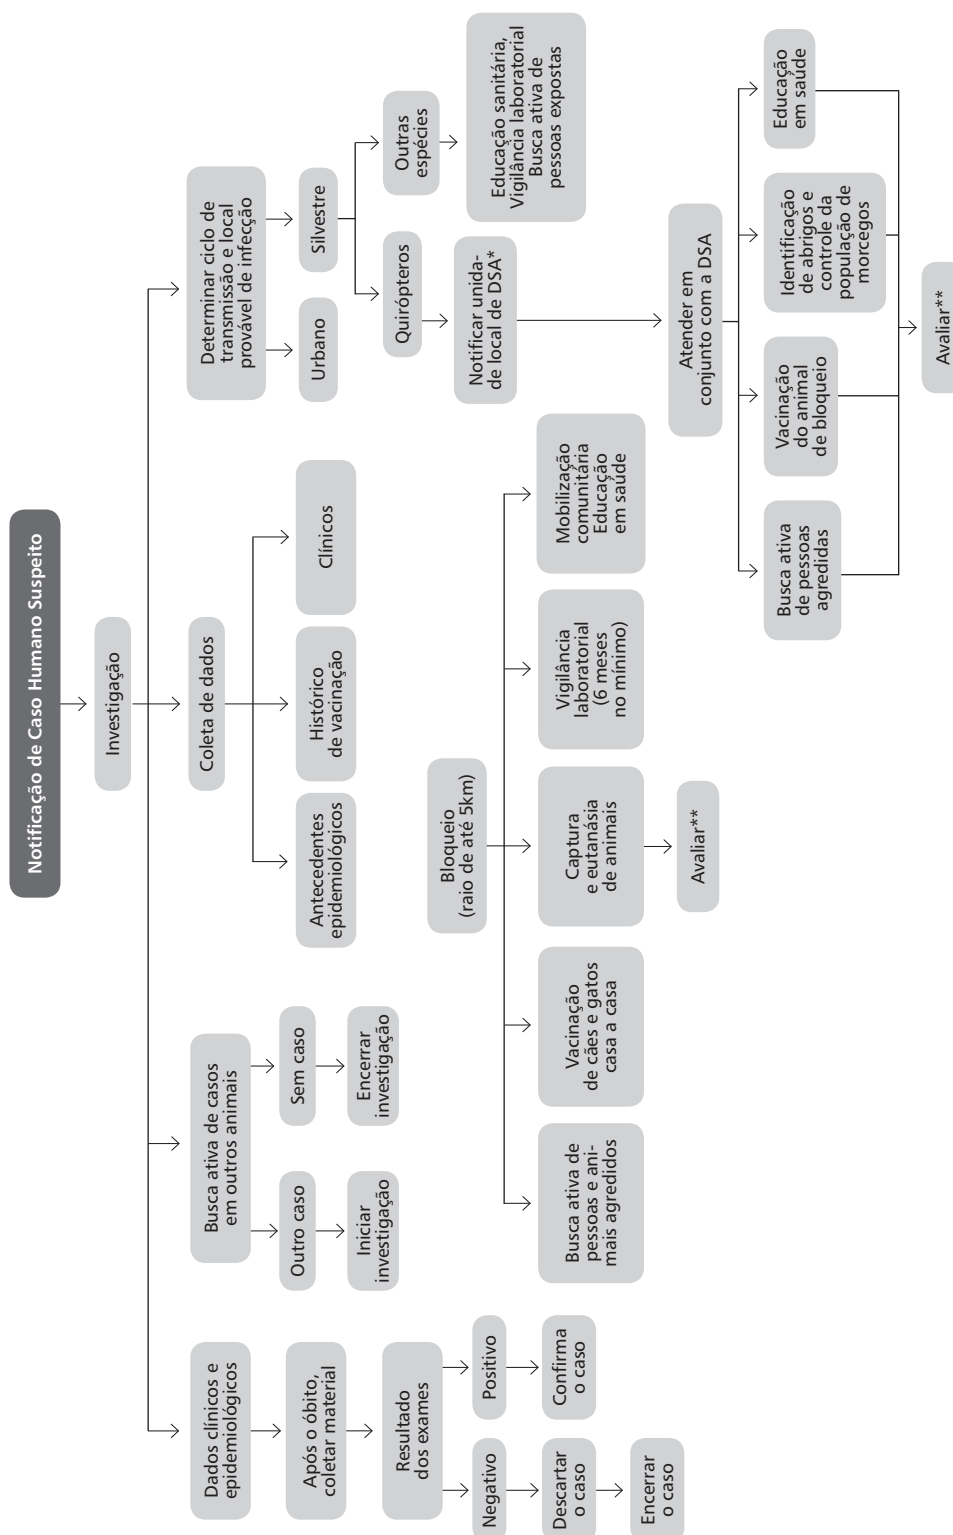 Notificação de Caso Humano Suspeito
Investigação
Dados clínicos e
epidemiológicos
Após o óbito,
coletar material
Resultado
dos exames
Negativo
Descartar
o caso
Encerrar
o caso
Positivo
Confirma
o caso
Busca ativa de casos
em outros animais
Outro caso
Iniciar
investigação
Sem caso
Encerrar
investigação
Coleta de dados
Antecedentes
epidemiológicos
Histórico
de vacinação
Clínicos
Determinar ciclo de
transmissão e local
provável de infecção
Urbano
Silvestre
Quirópteros
Notificar unida-
de local de DSA*
Outras
espécies
Educação sanitária,
Vigilância laboratorial
Busca ativa de
pessoas expostas
Bloqueio
(raio de até 5km)
Busca ativa de
pessoas e ani-
mais agredidos
Vacinação
de cães e gatos
casa a casa
Captura
e eutanásia
de animais
Avaliar**
Vigilância
laboratorial
(6 meses
no mínimo)
Mobilização
comunitária
Educação
em saúde
Atender em
conjunto com a DSA
Busca ativa
de pessoas
agredidas
Vacinação
do animal
de bloqueio
Identificação
de abrigos e
controle da
população de
morcegos
Educação
em saúde
Avaliar**